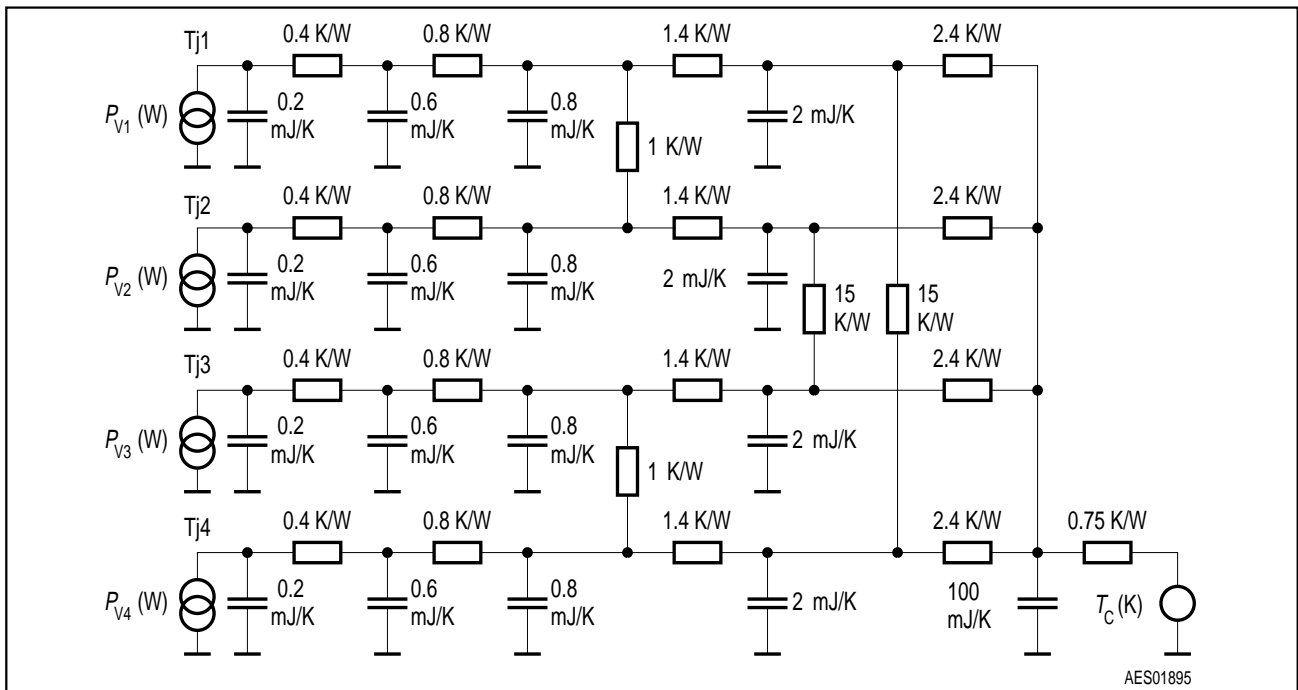 Tj1 0.4 K/W 0.8 K/W 1.4 K/W 2.4 K/W
P_V1 (W) 0.2 mJ/K 0.6 mJ/K 0.8 mJ/K 2 mJ/K
1 K/W
Tj2 0.4 K/W 0.8 K/W 1.4 K/W 2.4 K/W
P_V2 (W) 0.2 mJ/K 0.6 mJ/K 0.8 mJ/K 2 mJ/K
15 K/W 15 K/W
Tj3 0.4 K/W 0.8 K/W 1.4 K/W 2.4 K/W
P_V3 (W) 0.2 mJ/K 0.6 mJ/K 0.8 mJ/K 2 mJ/K
1 K/W
Tj4 0.4 K/W 0.8 K/W 1.4 K/W 2.4 K/W 0.75 K/W
P_V4 (W) 0.2 mJ/K 0.6 mJ/K 0.8 mJ/K 2 mJ/K 100 mJ/K T_C (K)
AES01895